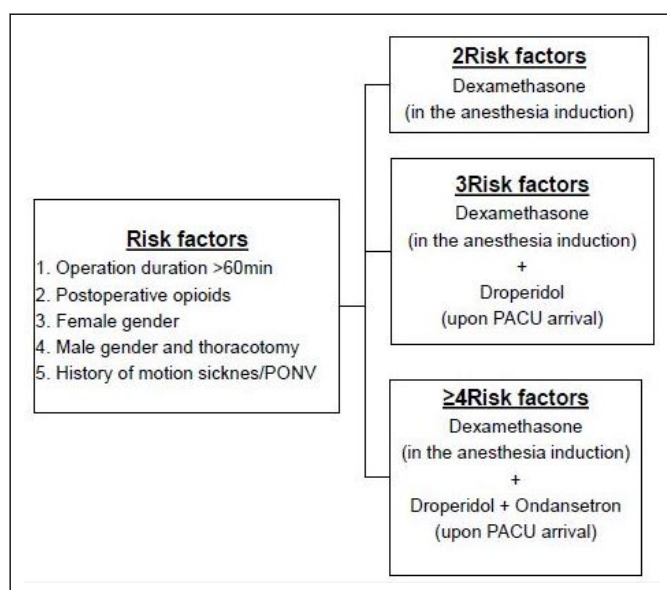 Risk factors
1. Operation duration >60min
2. Postoperative opioids
3. Female gender
4. Male gender and thoracotomy
5. History of motion sicknes/PONV
2Risk factors
Dexamethasone
(in the anesthesia induction)
3Risk factors
Dexamethasone
(in the anesthesia induction)
+
Droperidol
(upon PACU arrival)
≥4Risk factors
Dexamethasone
(in the anesthesia induction)
+
Droperidol + Ondansetron
(upon PACU arrival)